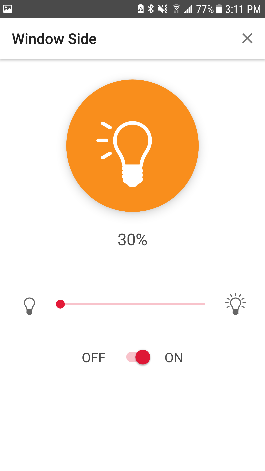 77% 3:11 PM
Window Side
30%
OFF ON